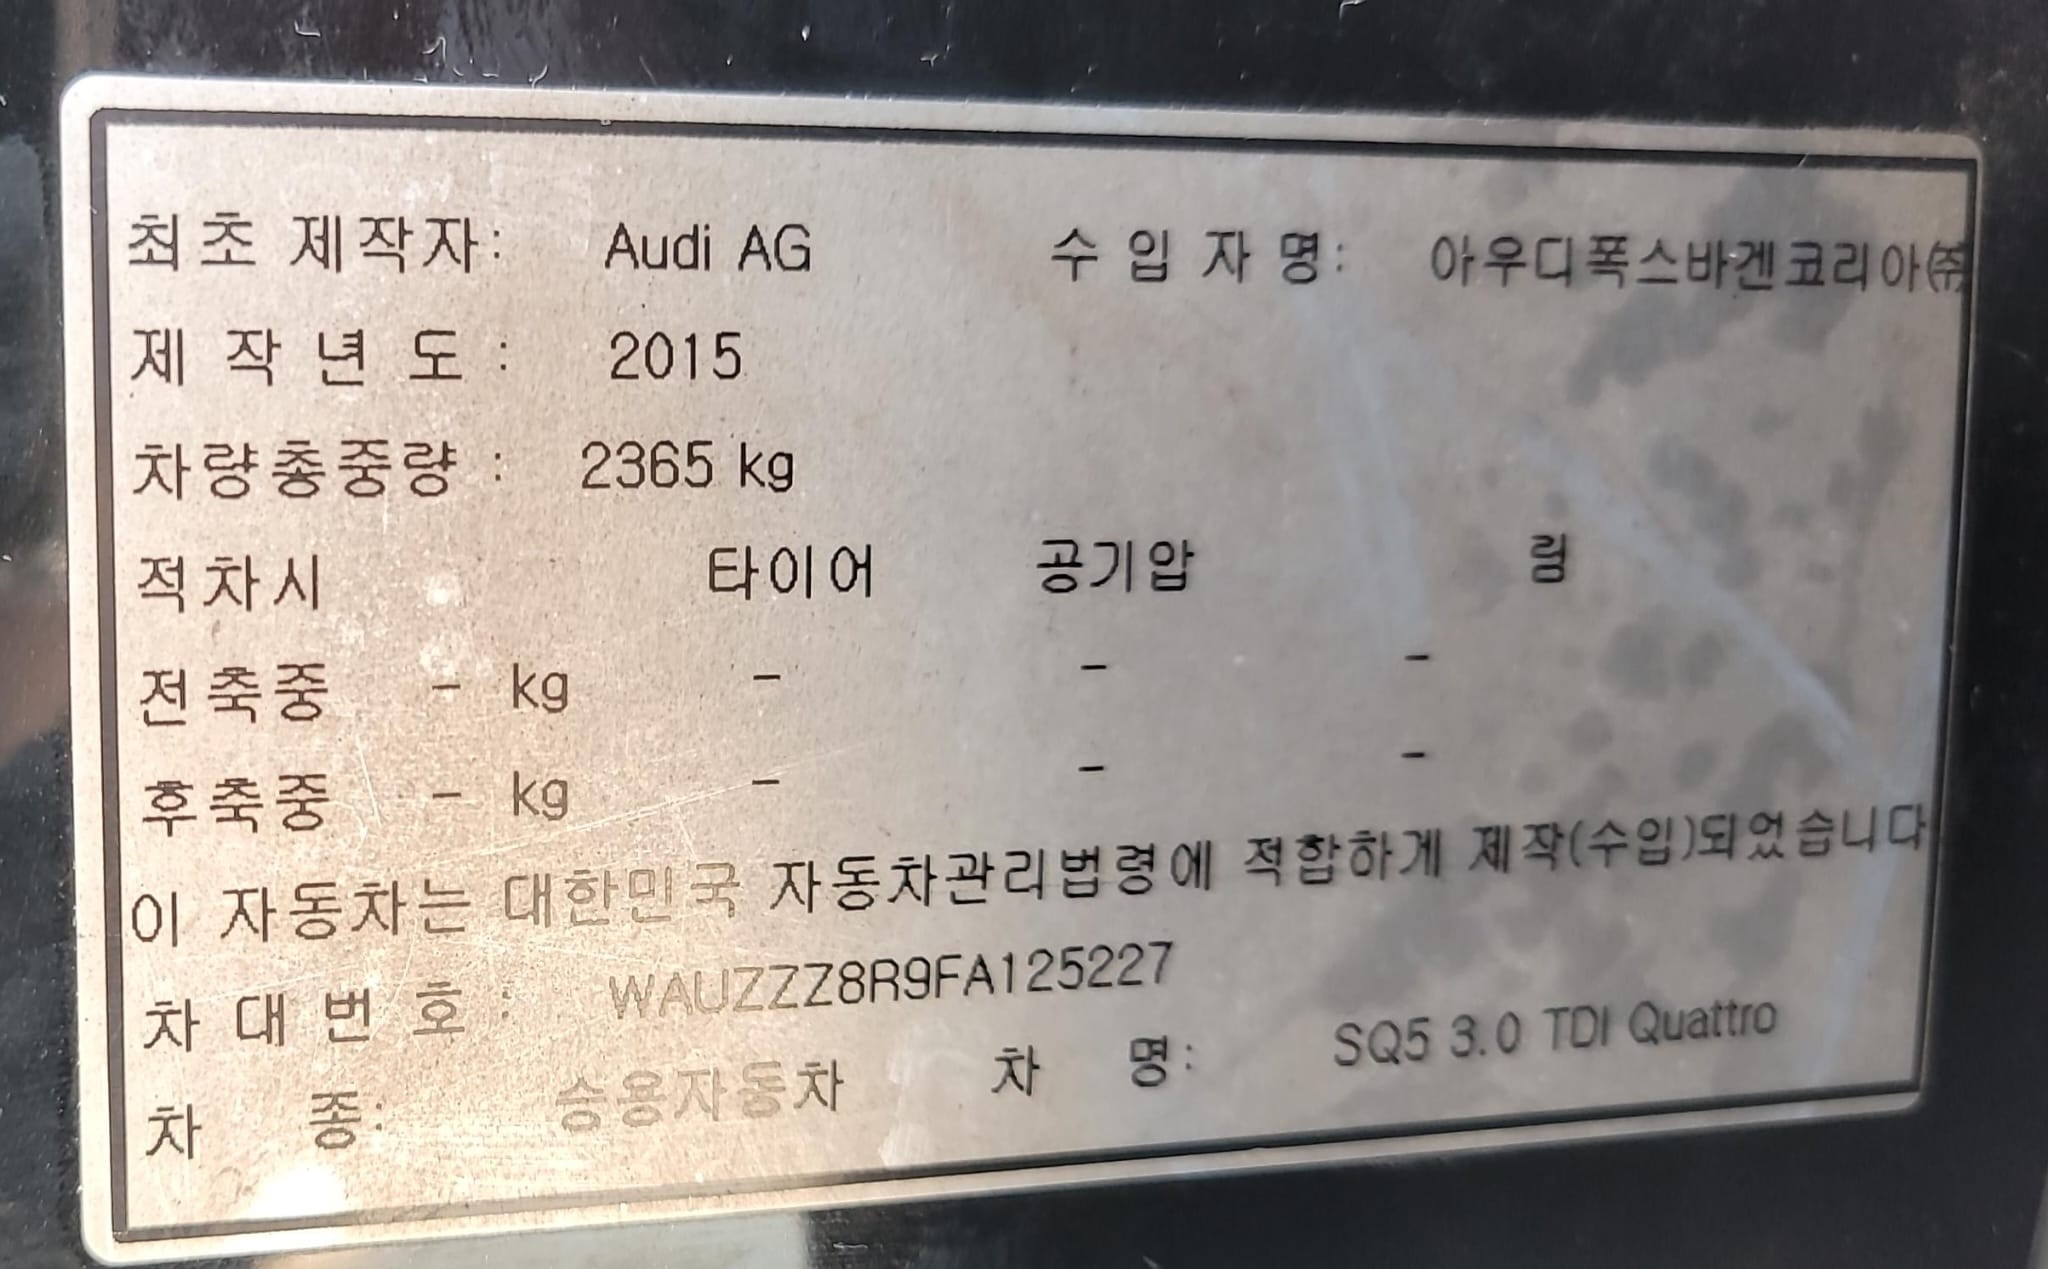 최초 제작자: Audi AG 수입자명: 아우디폭스바겐코리아㈜
제작년도: 2015
차량총중량: 2365 kg
적차시 타이어 공기압 림
전축중 - kg - - -
후축중 - kg - - -
이 자동차는 대한민국 자동차관리법령에 적합하게 제작(수입)되었습니다
차대번호: WAUZZZ8R9FA125227
차 종: 승용자동차 차 명: SQ5 3.0 TDI Quattro